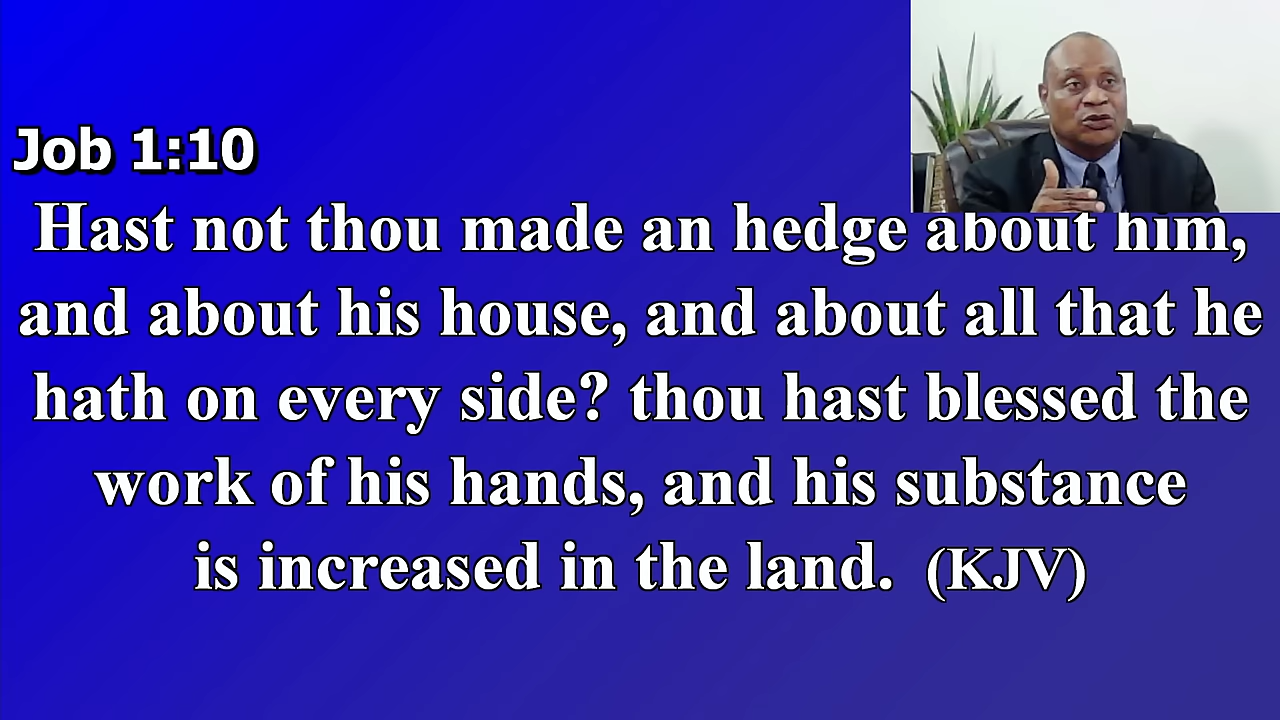 Job 1:10
Hast not thou made an hedge about him,
and about his house, and about all that he
hath on every side? thou hast blessed the
work of his hands, and his substance
is increased in the land.  (KJV)